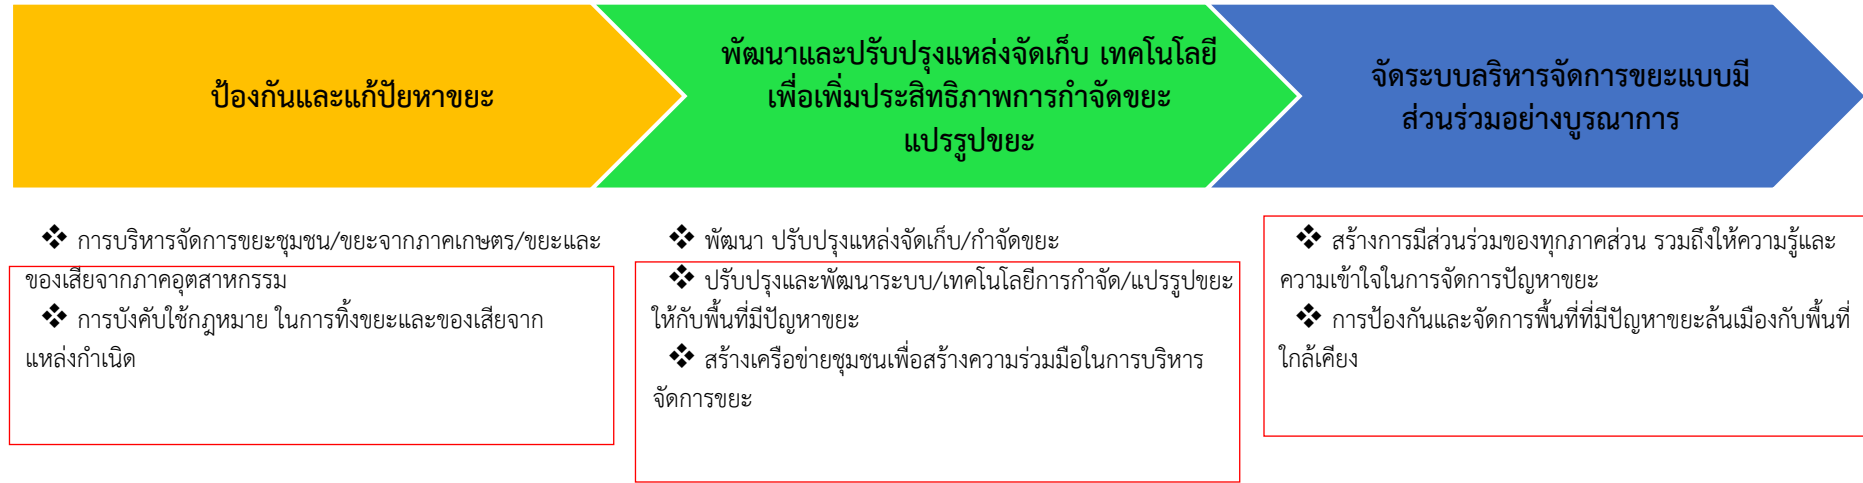 ป้องกันและแก้ปัยหาขยะ
พัฒนาและปรับปรุงแหล่งจัดเก็บ เทคโนโลยี
เพื่อเพิ่มประสิทธิภาพการกำจัดขยะ
แปรรูปขยะ
จัดระบบลริหารจัดการขยะแบบมี
ส่วนร่วมอย่างบูรณาการ
❖ การบริหารจัดการขยะชุมชน/ขยะจากภาคเกษตร/ขยะและ
ของเสียจากภาคอุตสาหกรรม
❖ การบังคับใช้กฎหมาย ในการทิ้งขยะและของเสียจาก
แหล่งกำเนิด
❖ พัฒนา ปรับปรุงแหล่งจัดเก็บ/กำจัดขยะ
❖ ปรับปรุงและพัฒนาระบบ/เทคโนโลยีการกำจัด/แปรรูปขยะ
ให้กับพื้นที่มีปัญหาขยะ
❖ สร้างเครือข่ายชุมชนเพื่อสร้างความร่วมมือในการบริหาร
จัดการขยะ
❖ สร้างการมีส่วนร่วมของทุกภาคส่วน รวมถึงให้ความรู้และ
ความเข้าใจในการจัดการปัญหาขยะ
❖ การป้องกันและจัดการพื้นที่ที่มีปัญหาขยะล้นเมืองกับพื้นที่
ใกล้เคียง